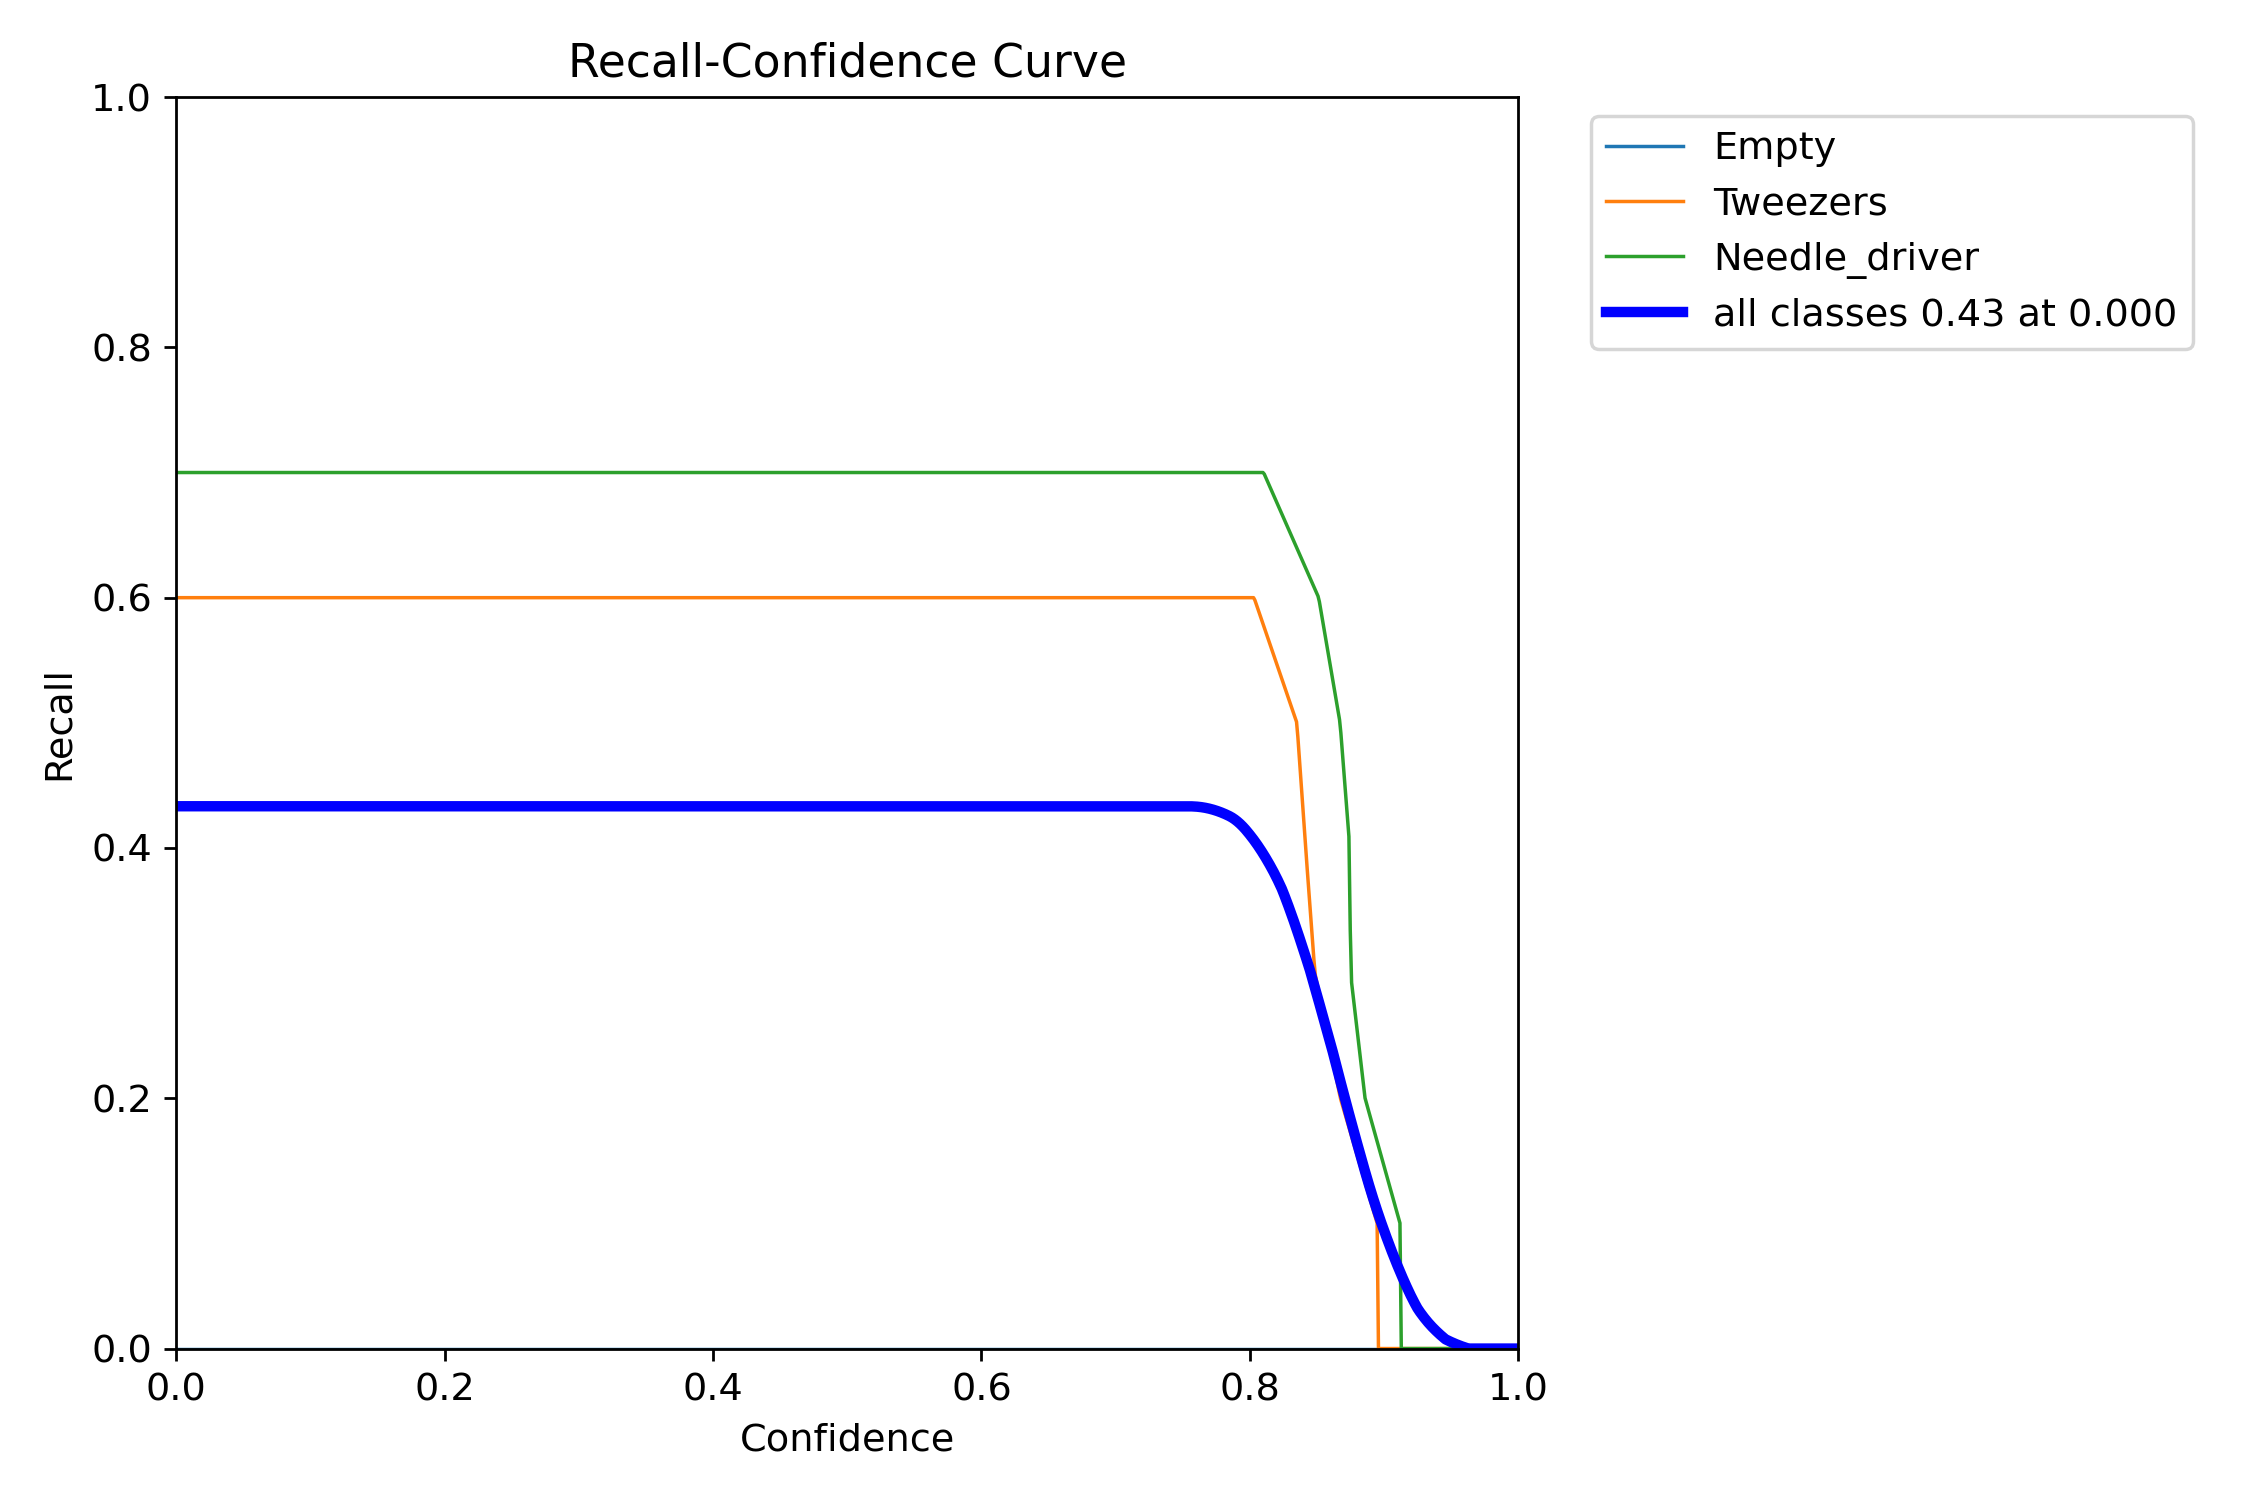 Recall-Confidence Curve
1.0
0.8
0.6
0.4
0.2
0.0
Recall
0.0 0.2 0.4 0.6 0.8 1.0
Confidence
Empty
Tweezers
Needle_driver
all classes 0.43 at 0.000